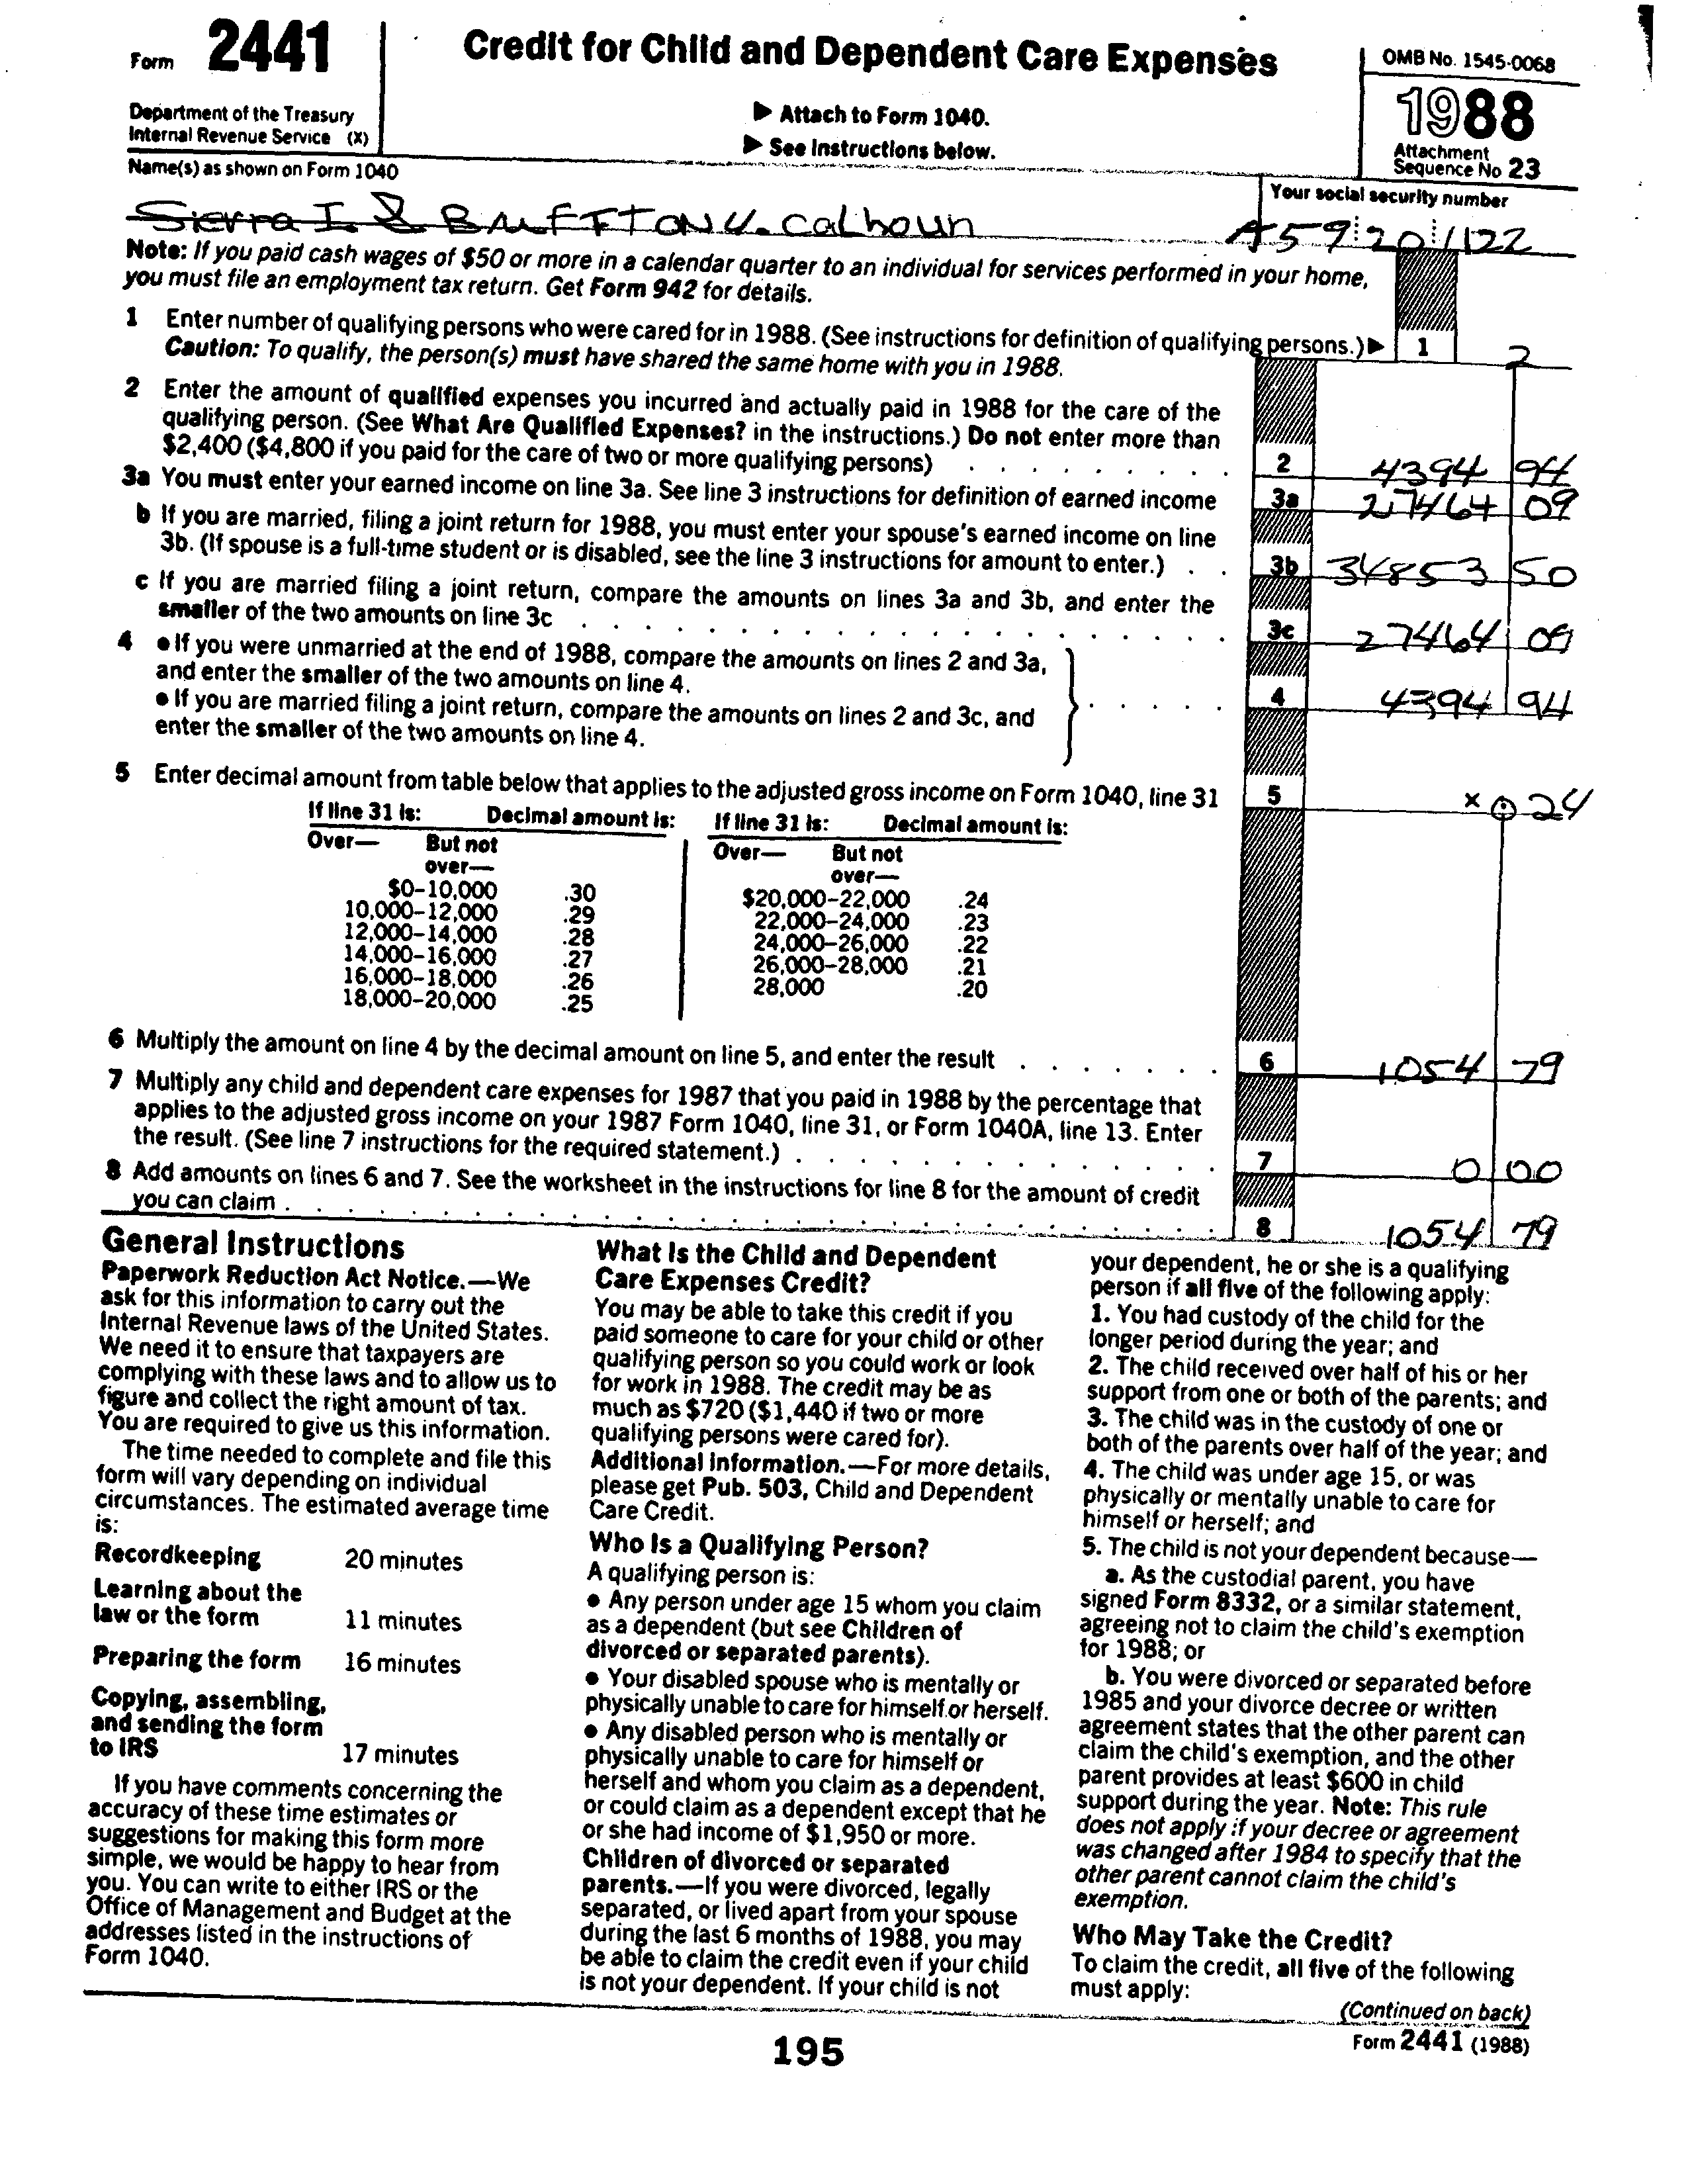 Form 2441
Department of the Treasury
Internal Revenue Service (X)
Credit for Child and Dependent Care Expenses
▶ Attach to Form 1040.
▶ See Instructions below.
OMB No. 1545-0068
1988
Attachment
Sequence No 23
Name(s) as shown on Form 1040
Your social security number
Sierra I. & BUFFTON U. Calhoun
A59 20 1122
Note: If you paid cash wages of $50 or more in a calendar quarter to an individual for services performed in your home,
you must file an employment tax return. Get Form 942 for details.
1 Enter number of qualifying persons who were cared for in 1988. (See instructions for definition of qualifying persons.) ▶ 1 2
Caution: To qualify, the person(s) must have shared the same home with you in 1988.
2 Enter the amount of qualified expenses you incurred and actually paid in 1988 for the care of the
qualifying person. (See What Are Qualified Expenses? in the instructions.) Do not enter more than
$2,400 ($4,800 if you paid for the care of two or more qualifying persons) . . . . . . . . . 2 4394 94
3a You must enter your earned income on line 3a. See line 3 instructions for definition of earned income 3a 27464 09
b If you are married, filing a joint return for 1988, you must enter your spouse's earned income on line
3b. (If spouse is a full-time student or is disabled, see the line 3 instructions for amount to enter.) . . 3b 34853 50
c If you are married filing a joint return, compare the amounts on lines 3a and 3b, and enter the
smaller of the two amounts on line 3c . . . . . . . . . . . . . . . . . . . . 3c 27464 09
4 ● If you were unmarried at the end of 1988, compare the amounts on lines 2 and 3a,
and enter the smaller of the two amounts on line 4.
● If you are married filing a joint return, compare the amounts on lines 2 and 3c, and
enter the smaller of the two amounts on line 4.
} . . . . . 4 4394 94
5 Enter decimal amount from table below that applies to the adjusted gross income on Form 1040, line 31 5 × . 24
If line 31 is: Decimal amount is: If line 31 is: Decimal amount is:
Over— But not Over— But not
over— over—
$0–10,000 .30 $20,000–22,000 .24
10,000–12,000 .29 22,000–24,000 .23
12,000–14,000 .28 24,000–26,000 .22
14,000–16,000 .27 26,000–28,000 .21
16,000–18,000 .26 28,000 .20
18,000–20,000 .25
6 Multiply the amount on line 4 by the decimal amount on line 5, and enter the result . . . . . . . 6 1054 79
7 Multiply any child and dependent care expenses for 1987 that you paid in 1988 by the percentage that
applies to the adjusted gross income on your 1987 Form 1040, line 31, or Form 1040A, line 13. Enter
the result. (See line 7 instructions for the required statement.) . . . . . . . . . . . . . . 7 0 00
8 Add amounts on lines 6 and 7. See the worksheet in the instructions for line 8 for the amount of credit
you can claim . . . . . . . . . . . . . . . . . . . . . . . . . . . . . . 8 1054 79
General Instructions
Paperwork Reduction Act Notice.—We
ask for this information to carry out the
Internal Revenue laws of the United States.
We need it to ensure that taxpayers are
complying with these laws and to allow us to
figure and collect the right amount of tax.
You are required to give us this information.
The time needed to complete and file this
form will vary depending on individual
circumstances. The estimated average time
is:
Recordkeeping 20 minutes
Learning about the
law or the form 11 minutes
Preparing the form 16 minutes
Copying, assembling,
and sending the form
to IRS 17 minutes
If you have comments concerning the
accuracy of these time estimates or
suggestions for making this form more
simple, we would be happy to hear from
you. You can write to either IRS or the
Office of Management and Budget at the
addresses listed in the instructions of
Form 1040.
What Is the Child and Dependent
Care Expenses Credit?
You may be able to take this credit if you
paid someone to care for your child or other
qualifying person so you could work or look
for work in 1988. The credit may be as
much as $720 ($1,440 if two or more
qualifying persons were cared for).
Additional Information.—For more details,
please get Pub. 503, Child and Dependent
Care Credit.
Who Is a Qualifying Person?
A qualifying person is:
● Any person under age 15 whom you claim
as a dependent (but see Children of
divorced or separated parents).
● Your disabled spouse who is mentally or
physically unable to care for himself or herself.
● Any disabled person who is mentally or
physically unable to care for himself or
herself and whom you claim as a dependent,
or could claim as a dependent except that he
or she had income of $1,950 or more.
Children of divorced or separated
parents.—If you were divorced, legally
separated, or lived apart from your spouse
during the last 6 months of 1988, you may
be able to claim the credit even if your child
is not your dependent. If your child is not
your dependent, he or she is a qualifying
person if all five of the following apply:
1. You had custody of the child for the
longer period during the year; and
2. The child received over half of his or her
support from one or both of the parents; and
3. The child was in the custody of one or
both of the parents over half of the year; and
4. The child was under age 15, or was
physically or mentally unable to care for
himself or herself; and
5. The child is not your dependent because—
a. As the custodial parent, you have
signed Form 8332, or a similar statement,
agreeing not to claim the child's exemption
for 1988; or
b. You were divorced or separated before
1985 and your divorce decree or written
agreement states that the other parent can
claim the child's exemption, and the other
parent provides at least $600 in child
support during the year. Note: This rule
does not apply if your decree or agreement
was changed after 1984 to specify that the
other parent cannot claim the child's
exemption.
Who May Take the Credit?
To claim the credit, all five of the following
must apply:
(Continued on back)
195
Form 2441 (1988)